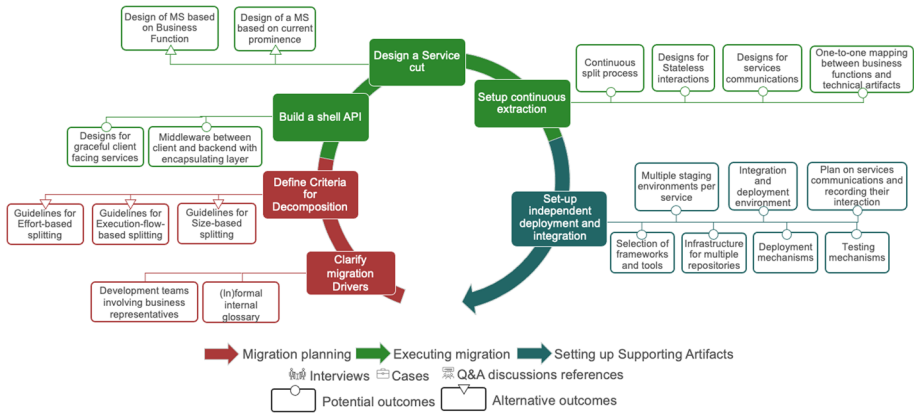 Design of MS based
on Business
Function
Design of a MS
based on current
prominence
Design a Service
cut
Continuous
split process
Designs for
Stateless
interactions
Designs for
services
communications
One-to-one mapping
between business
functions and
technical artifacts
Setup continuous
extraction
Build a shell API
Designs for
graceful client
facing services
Middleware between
client and backend with
encapsulating layer
Define Criteria
for
Decomposition
Guidelines for
Effort-based
splitting
Guidelines for
Execution-flow-
based splitting
Guidelines for
Size-based
splitting
Multiple staging
environments per
service
Integration
and
deployment
environment
Plan on services
communications and
recording their
interaction
Set-up
independent
deployment and
integration
Selection of
frameworks
and tools
Infrastructure
for multiple
repositories
Deployment
mechanisms
Testing
mechanisms
Clarify
migration
Drivers
Development teams
involving business
representatives
(In)formal
internal
glossary
Migration planning
Executing migration
Setting up Supporting Artifacts
Interviews
Cases
Q&A discussions references
Potential outcomes
Alternative outcomes